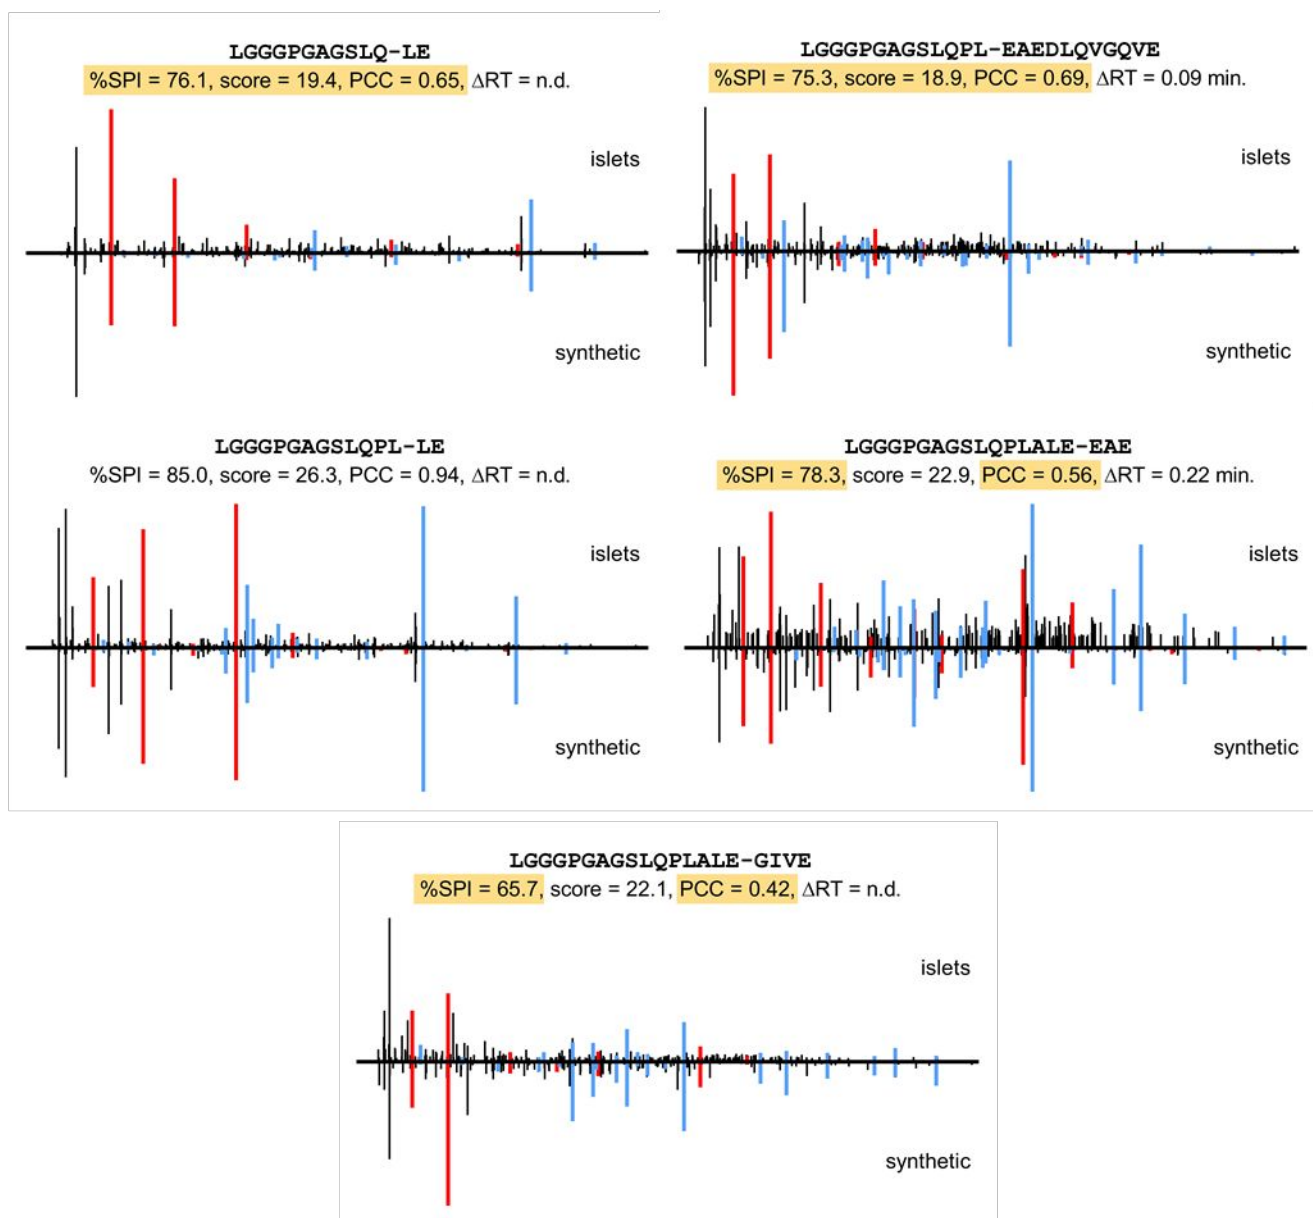 LGGGPGAGSLQ-LE
%SPI = 76.1, score = 19.4, PCC = 0.65, ΔRT = n.d.
islets
synthetic
LGGGPGAGSLQPL-EAEDLQVGQVE
%SPI = 75.3, score = 18.9, PCC = 0.69, ΔRT = 0.09 min.
islets
synthetic
LGGGPGAGSLQPL-LE
%SPI = 85.0, score = 26.3, PCC = 0.94, ΔRT = n.d.
islets
synthetic
LGGGPGAGSLQPLALE-EAE
%SPI = 78.3, score = 22.9, PCC = 0.56, ΔRT = 0.22 min.
islets
synthetic
LGGGPGAGSLQPLALE-GIVE
%SPI = 65.7, score = 22.1, PCC = 0.42, ΔRT = n.d.
islets
synthetic